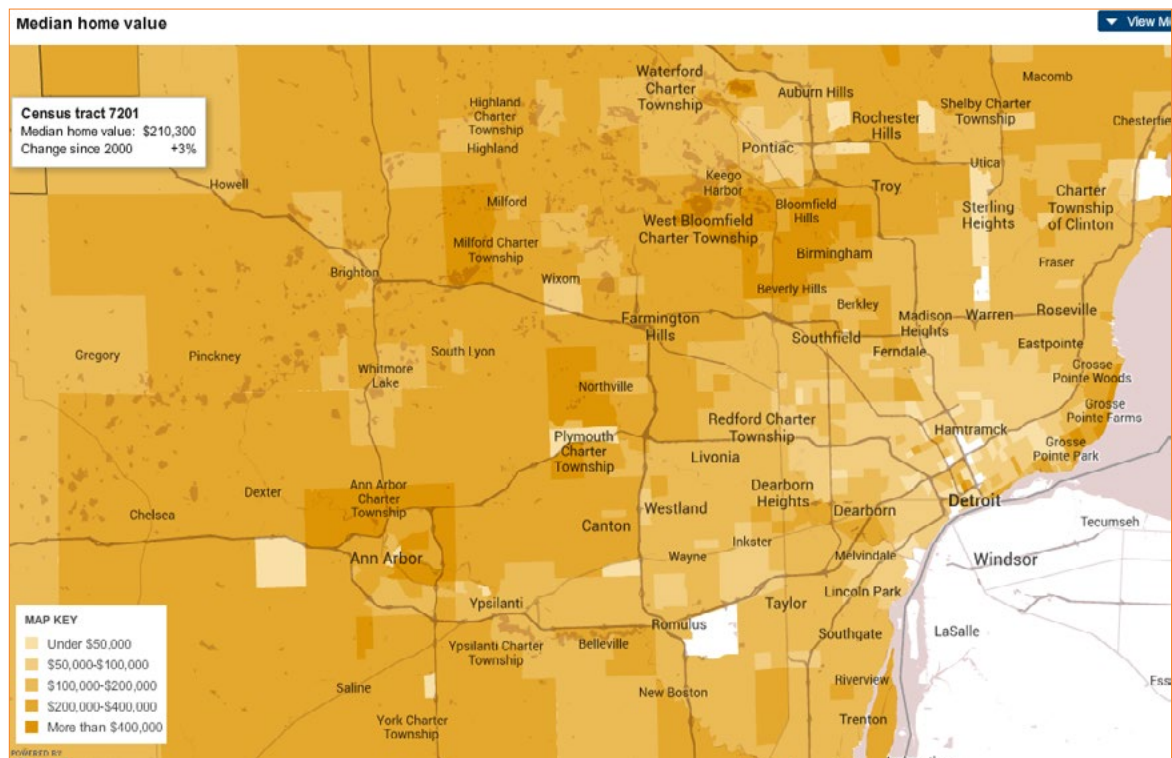 Median home value
View Mi
Census tract 7201
Median home value: $210,300
Change since 2000 +3%
Waterford
Charter
Township
Auburn Hills
Macomb
Highland
Charter
Township
Highland
Rochester
Hills
Shelby Charter
Township
Chesterfie
Pontiac
Utica
Howell
Keego
Harbor
Troy
Milford
Bloomfield
Hills
Sterling
Heights
Charter
Township
of Clinton
West Bloomfield
Charter Township
Milford Charter
Township
Birmingham
Brighton
Wixom
Fraser
Beverly Hills
Berkley
Farmington
Hills
Madison
Heights
Warren
Roseville
Southfield
Ferndale
Eastpointe
Gregory
Pinckney
South Lyon
Whitmore
Lake
Northville
Grosse
Pointe Woods
Grosse
Pointe Farms
Redford Charter
Township
Hamtramck
Plymouth
Charter
Township
Grosse
Pointe Park
Livonia
Dexter
Ann Arbor
Charter
Township
Dearborn
Heights
Detroit
Chelsea
Westland
Dearborn
Canton
Tecumseh
Inkster
Ann Arbor
Wayne
Melvindale
Windsor
Lincoln Park
Ypsilanti
Taylor
Romulus
LaSalle
Southgate
Ypsilanti Charter
Township
Belleville
Saline
New Boston
Riverview
Ess
York Charter
Township
Trenton
MAP KEY
Under $50,000
$50,000-$100,000
$100,000-$200,000
$200,000-$400,000
More than $400,000
POWERED BY